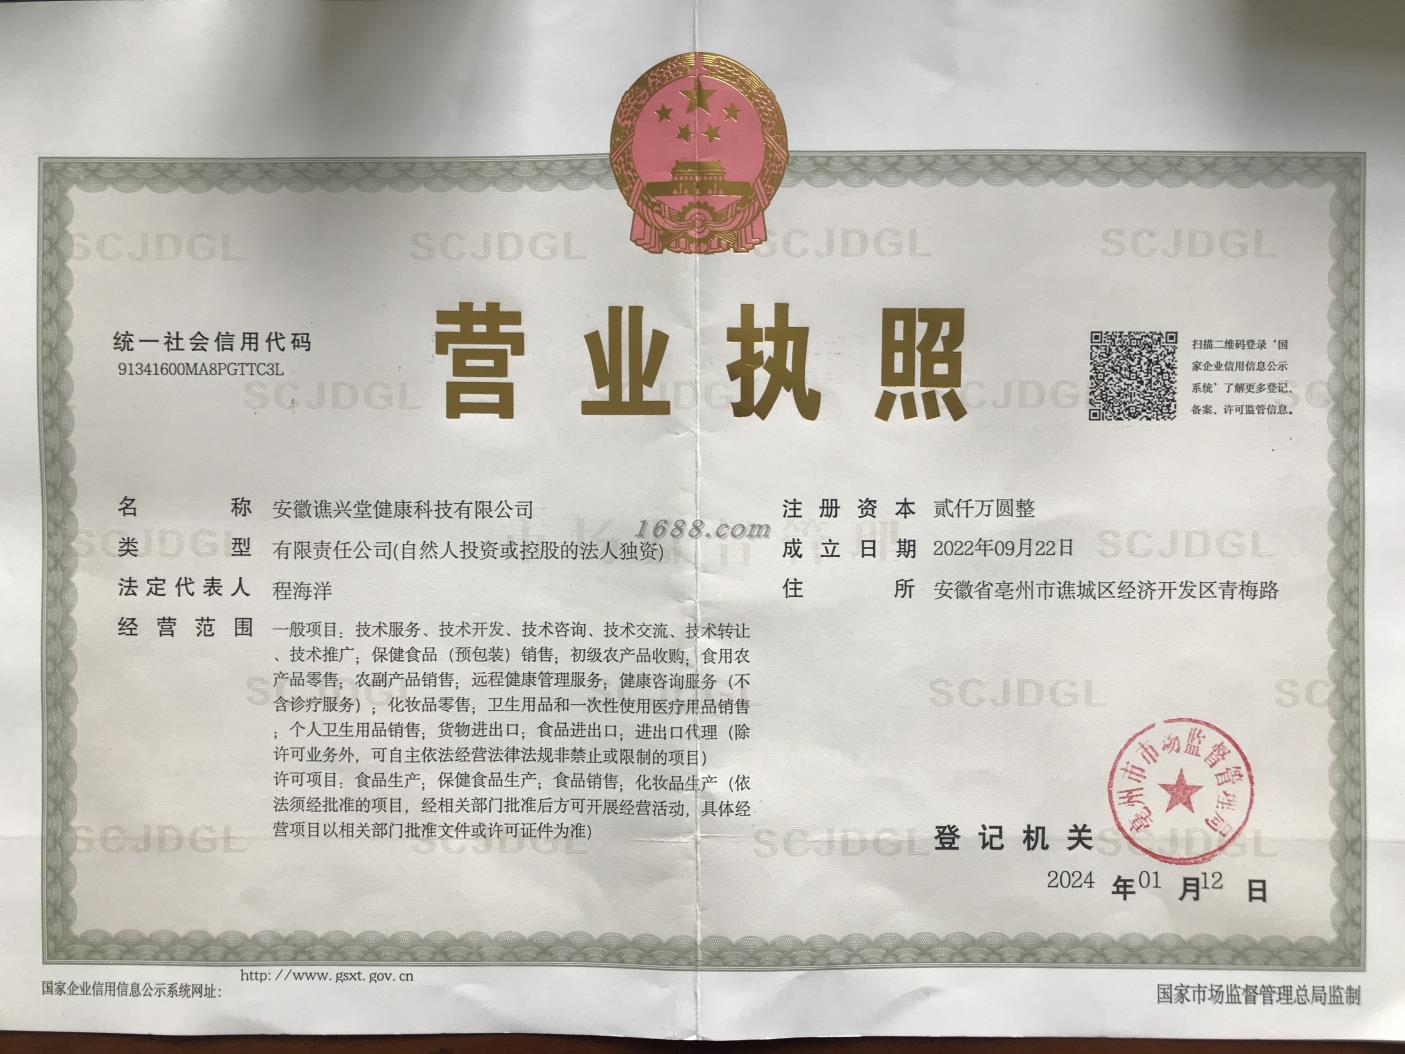 统一社会信用代码
91341600MA8PGTTC3L
营业执照
扫描二维码登录‘国
家企业信用信息公示
系统’了解更多登记、
备案、许可监管信息。
名称 安徽谯兴堂健康科技有限公司
类型 有限责任公司(自然人投资或控股的法人独资)
法定代表人 程海洋
经营范围 一般项目：技术服务、技术开发、技术咨询、技术交流、技术转让
、技术推广；保健食品（预包装）销售；初级农产品收购；食用农
产品零售；农副产品销售；远程健康管理服务；健康咨询服务（不
含诊疗服务）；化妆品零售；卫生用品和一次性使用医疗用品销售
；个人卫生用品销售；货物进出口；食品进出口；进出口代理（除
许可业务外，可自主依法经营法律法规非禁止或限制的项目）
许可项目：食品生产；保健食品生产；食品销售；化妆品生产（依
法须经批准的项目，经相关部门批准后方可开展经营活动，具体经
营项目以相关部门批准文件或许可证件为准）
注册资本 贰仟万圆整
成立日期 2022年09月22日
住所 安徽省亳州市谯城区经济开发区青梅路
1688.com
登记机关
亳州市市场监督管理局
2024年01月12日
http://www.gsxt.gov.cn
国家企业信用信息公示系统网址：
国家市场监督管理总局监制
SCJDGL
SCJDGL
SCJDGL
SCJDGL
SCJDGL
SCJDGL
SCJDGL
SCJDGL
SCJDGL
SCJDGL
SCJDGL
SCJDGL
SCJDGL
SCJDGL